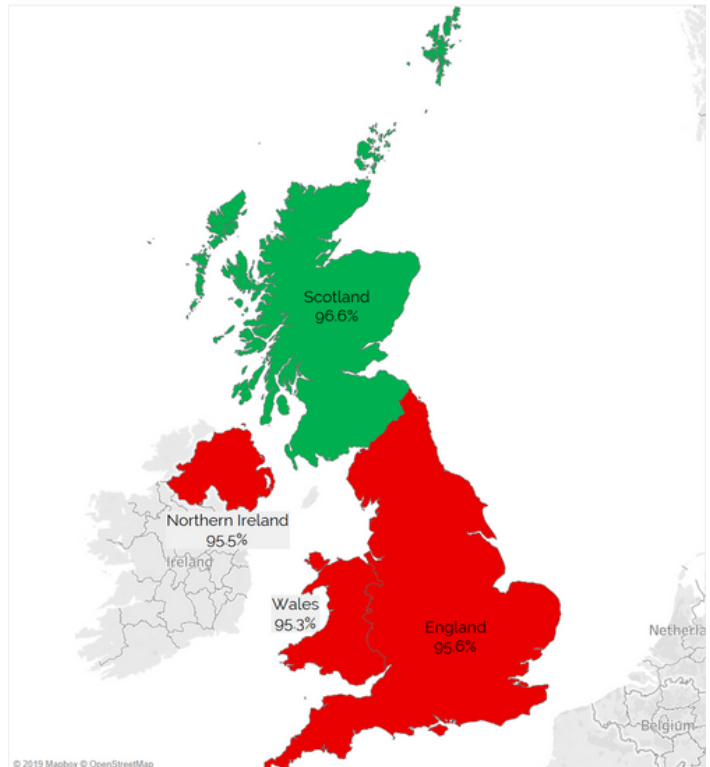 Scotland
96.6%
Northern Ireland
95.5%
Ireland
Wales
95.3%
England
95.6%
Netherla
Belgium
© 2019 Mapbox © OpenStreetMap